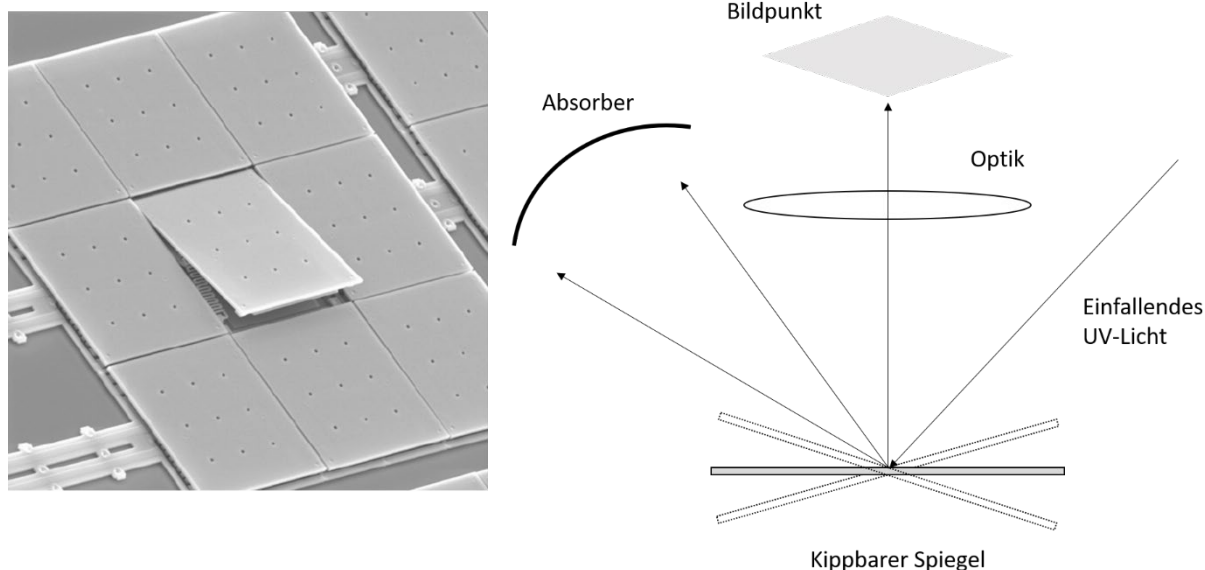 Bildpunkt
Absorber
Optik
Einfallendes
UV-Licht
Kippbarer Spiegel